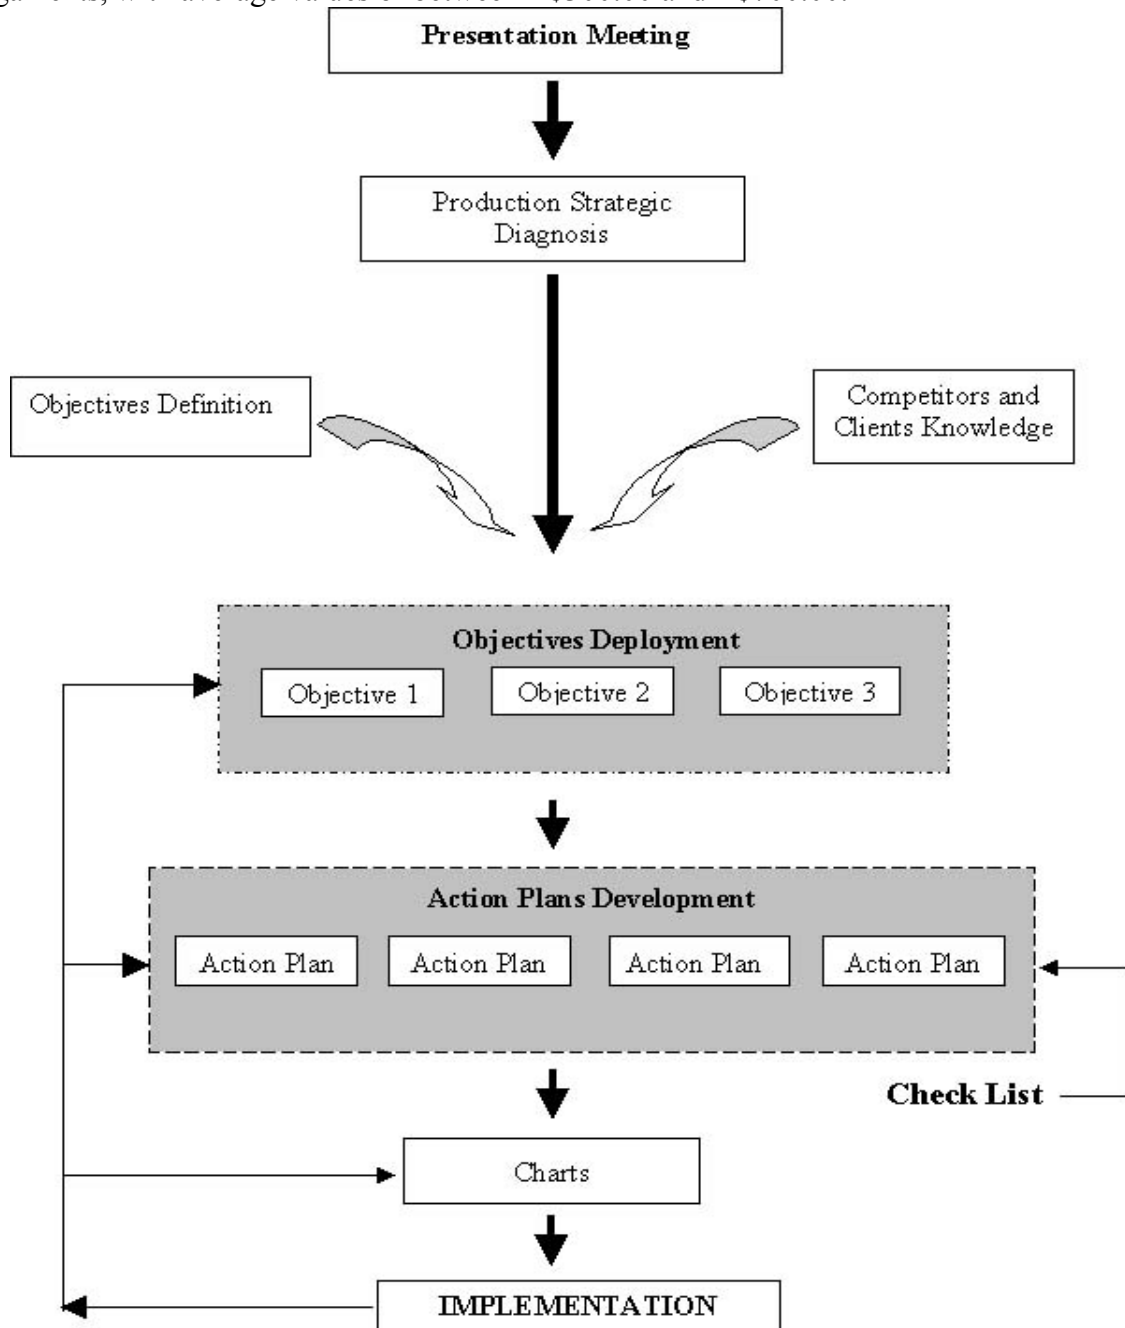 Presentation Meeting
Production Strategic
Diagnosis
Objectives Definition
Competitors and
Clients Knowledge
Objectives Deployment
Objective 1
Objective 2
Objective 3
Action Plans Development
Action Plan
Action Plan
Action Plan
Action Plan
Check List
Charts
IMPLEMENTATION